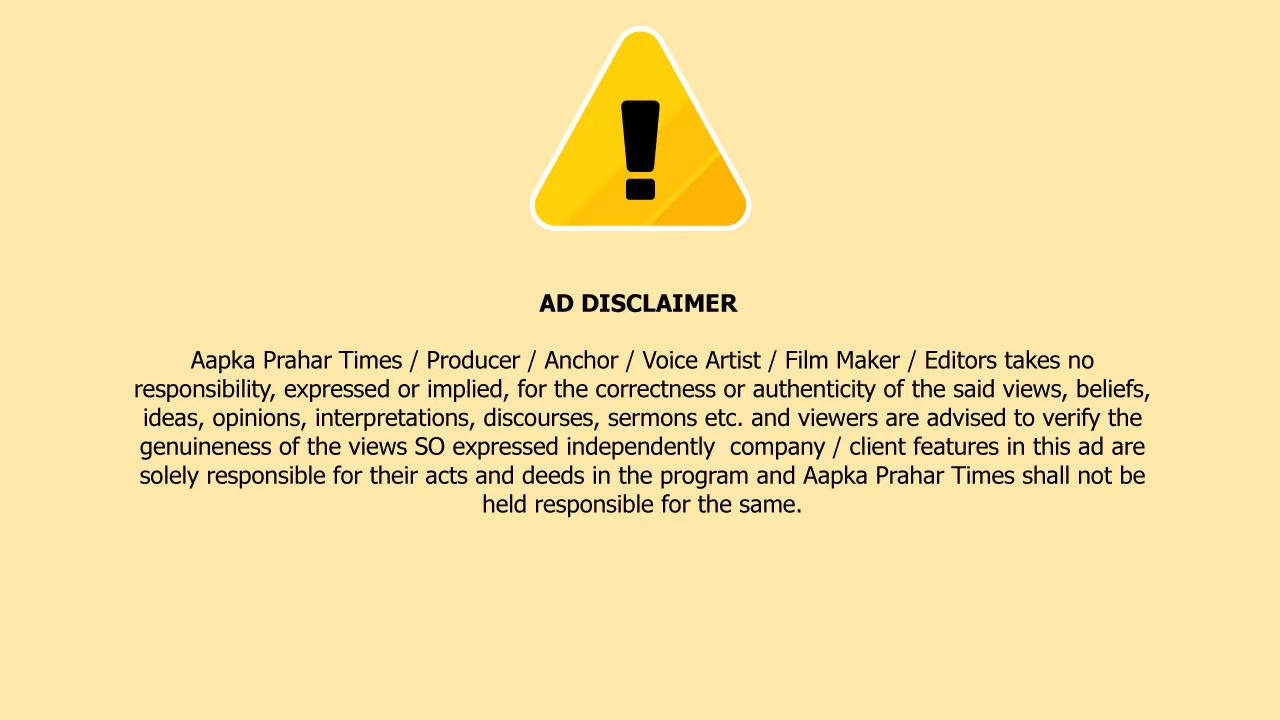 AD DISCLAIMER
Aapka Prahar Times / Producer / Anchor / Voice Artist / Film Maker / Editors takes no
responsibility, expressed or implied, for the correctness or authenticity of the said views, beliefs,
ideas, opinions, interpretations, discourses, sermons etc. and viewers are advised to verify the
genuineness of the views SO expressed independently  company / client features in this ad are
solely responsible for their acts and deeds in the program and Aapka Prahar Times shall not be
held responsible for the same.